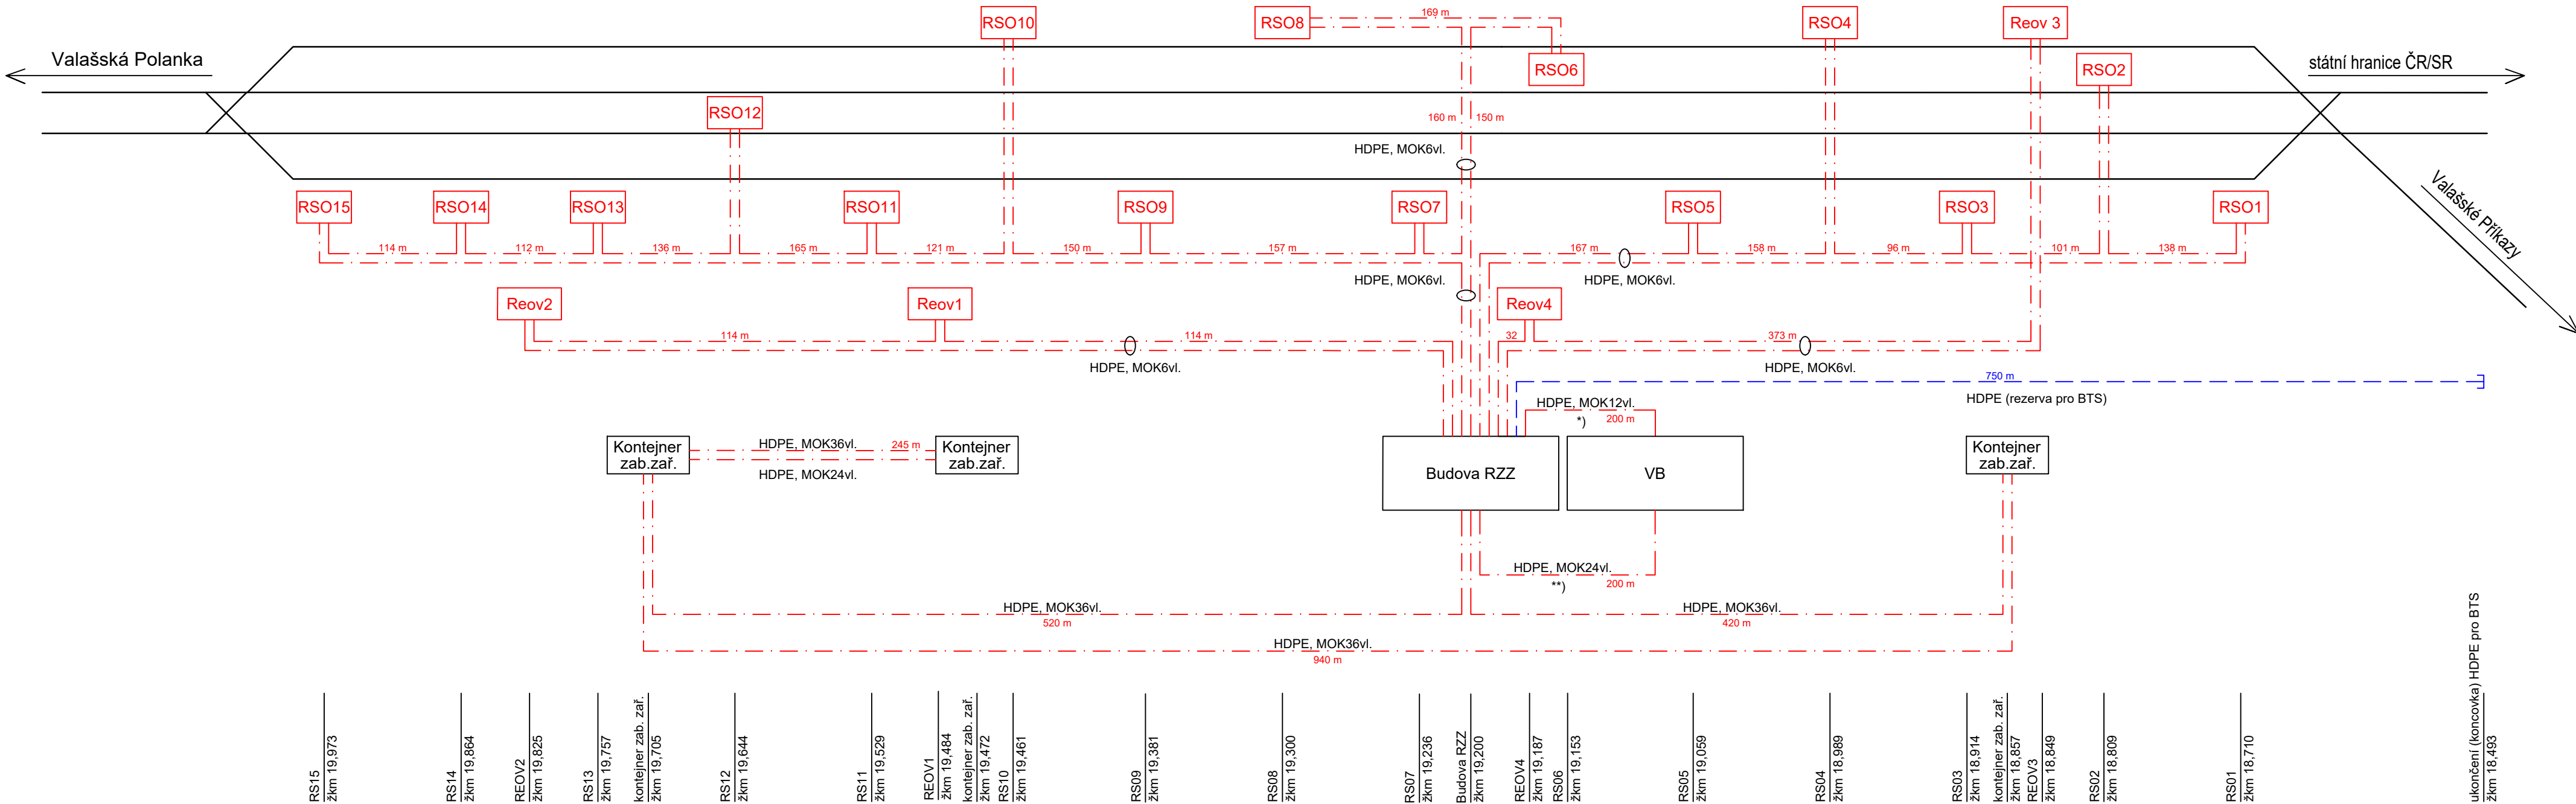 RSO10
RSO8
169 m
RSO4
Reov 3
Valašská Polanka
RSO6
RSO2
státní hranice ČR/SR
RSO12
160 m
150 m
HDPE, MOK6vl.
Valašské Příkazy
RSO15
RSO14
RSO13
RSO11
RSO9
RSO7
RSO5
RSO3
RSO1
114 m
112 m
136 m
165 m
121 m
150 m
157 m
167 m
158 m
96 m
101 m
138 m
HDPE, MOK6vl.
HDPE, MOK6vl.
Reov2
Reov1
Reov4
114 m
114 m
32
373 m
HDPE, MOK6vl.
HDPE, MOK6vl.
750 m
HDPE (rezerva pro BTS)
HDPE, MOK12vl.
*)
200 m
Kontejner
zab.zař.
HDPE, MOK36vl.
245 m
HDPE, MOK24vl.
Kontejner
zab.zař.
Budova RZZ
VB
Kontejner
zab.zař.
HDPE, MOK24vl.
**)
200 m
HDPE, MOK36vl.
520 m
HDPE, MOK36vl.
420 m
HDPE, MOK36vl.
940 m
RS15
žkm 19,973
RS14
žkm 19,864
REOV2
žkm 19,825
RS13
žkm 19,757
kontejner zab. zař.
žkm 19,705
RS12
žkm 19,644
RS11
žkm 19,529
REOV1
žkm 19,484
kontejner zab. zař.
žkm 19,472
RS10
žkm 19,461
RS09
žkm 19,381
RS08
žkm 19,300
RS07
žkm 19,236
Budova RZZ
žkm 19,200
REOV4
žkm 19,187
RS06
žkm 19,153
RS05
žkm 19,059
RS04
žkm 18,989
RS03
žkm 18,914
kontejner zab. zař.
žkm 18,857
REOV3
žkm 18,849
RS02
žkm 18,809
RS01
žkm 18,710
ukončení (koncovka) HDPE pro BTS
žkm 18,493